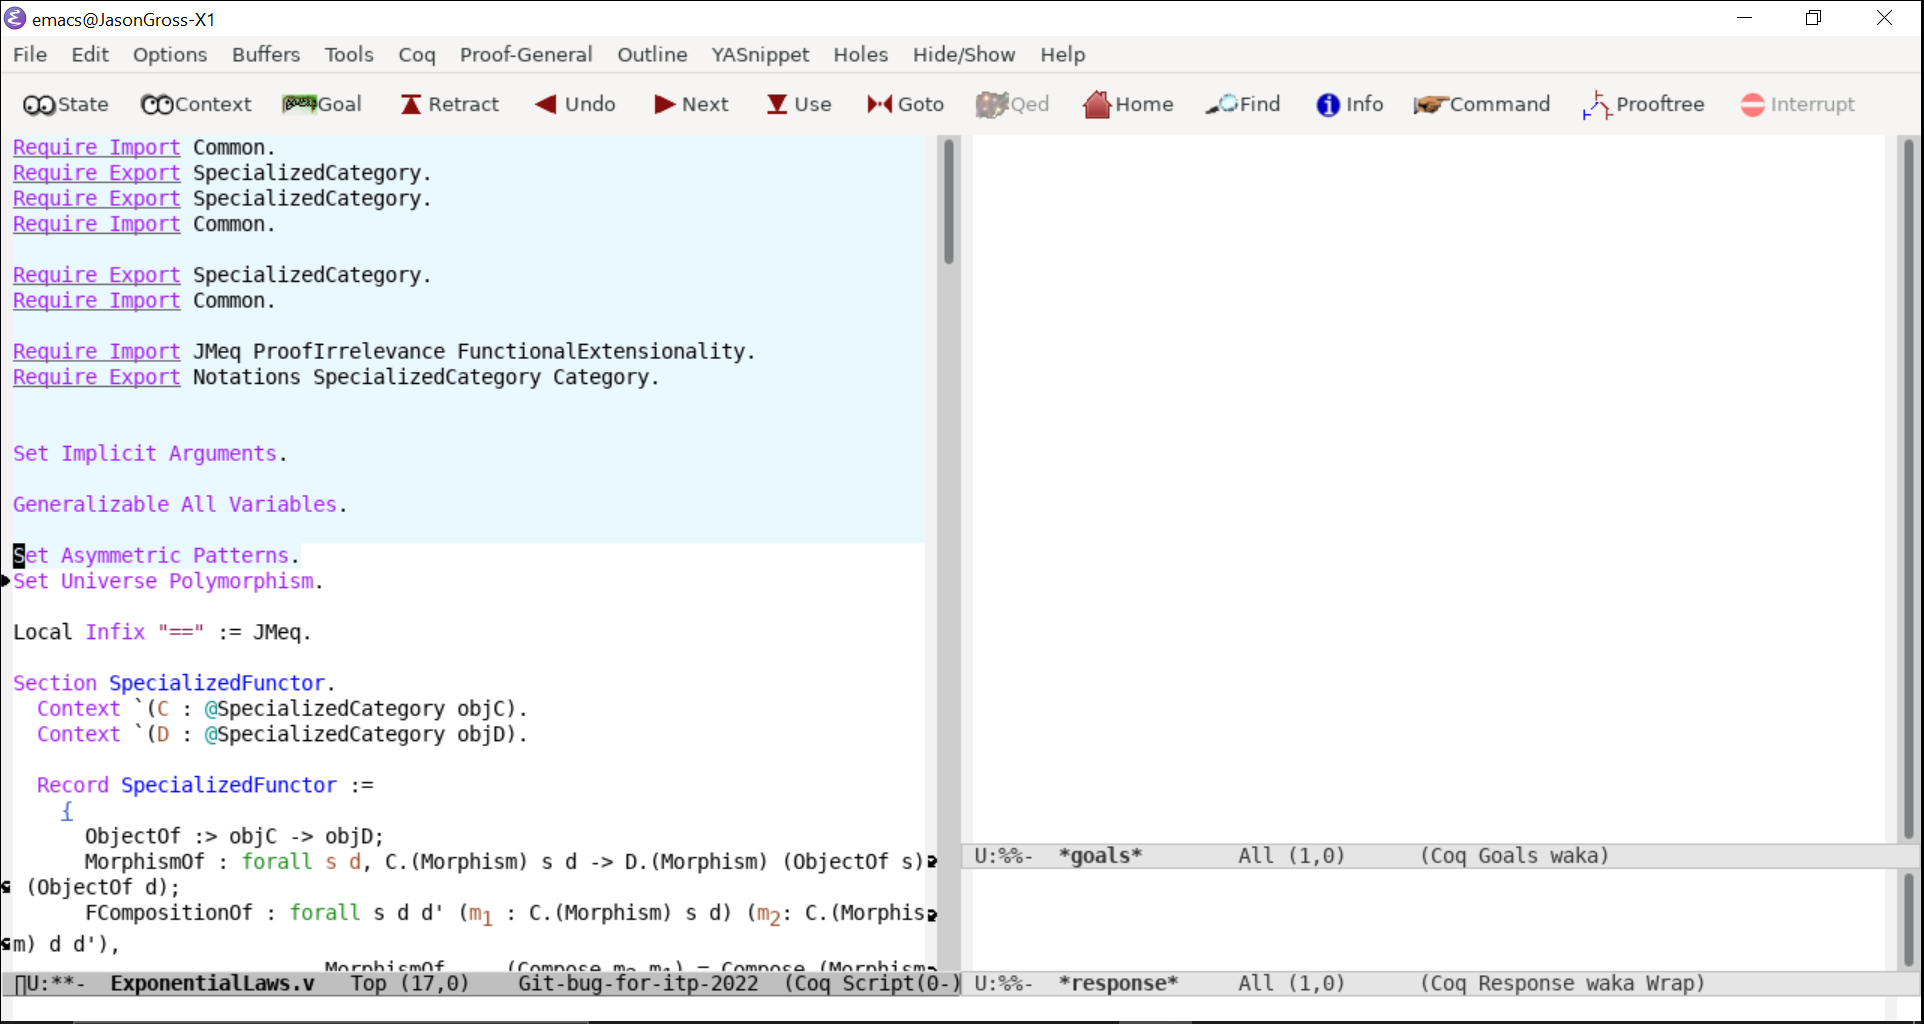 emacs@JasonGross-X1
File Edit Options Buffers Tools Coq Proof-General Outline YASnippet Holes Hide/Show Help
State Context Goal Retract Undo Next Use Goto Qed Home Find Info Command Prooftree Interrupt
Require Import Common.
Require Export SpecializedCategory.
Require Export SpecializedCategory.
Require Import Common.
Require Export SpecializedCategory.
Require Import Common.
Require Import JMeq ProofIrrelevance FunctionalExtensionality.
Require Export Notations SpecializedCategory Category.
Set Implicit Arguments.
Generalizable All Variables.
Set Asymmetric Patterns.
Set Universe Polymorphism.
Local Infix "==" := JMeq.
Section SpecializedFunctor.
Context `(C : @SpecializedCategory objC).
Context `(D : @SpecializedCategory objD).
Record SpecializedFunctor :=
{
ObjectOf :> objC -> objD;
MorphismOf : forall s d, C.(Morphism) s d -> D.(Morphism) (ObjectOf s)
(ObjectOf d);
FCompositionOf : forall s d d' (m1 : C.(Morphism) s d) (m2: C.(Morphis
m) d d'),
MorphismOf _ _ (Compose m2 m1) = Compose (Morphism
U:**- ExponentialLaws.v Top (17,0) Git-bug-for-itp-2022 (Coq Script(0-)
U:%%- *goals* All (1,0) (Coq Goals waka)
U:%%- *response* All (1,0) (Coq Response waka Wrap)